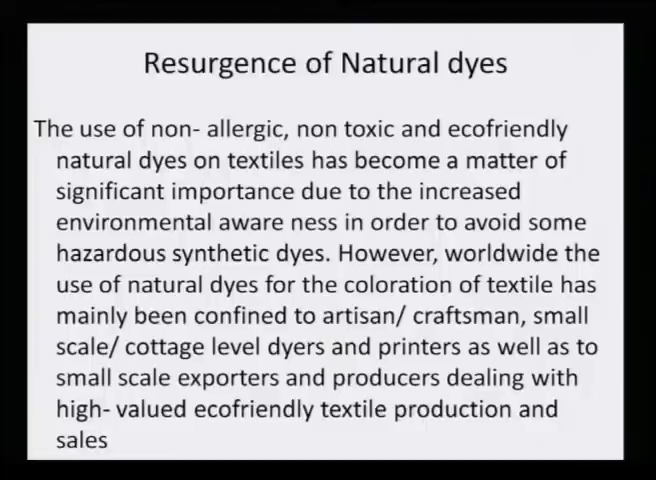 Resurgence of Natural dyes
The use of non- allergic, non toxic and ecofriendly
natural dyes on textiles has become a matter of
significant importance due to the increased
environmental aware ness in order to avoid some
hazardous synthetic dyes. However, worldwide the
use of natural dyes for the coloration of textile has
mainly been confined to artisan/ craftsman, small
scale/ cottage level dyers and printers as well as to
small scale exporters and producers dealing with
high- valued ecofriendly textile production and
sales